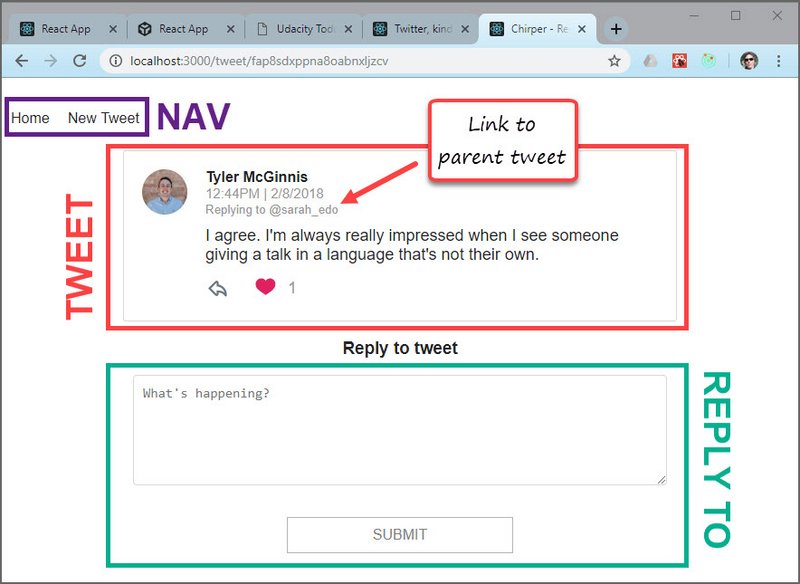 React App
React App
Udacity Tod
Twitter, kind
Chirper - Re
localhost:3000/tweet/fap8sdxppna8oabnxljzcv
Home New Tweet
NAV
Link to
parent tweet
TWEET
Tyler McGinnis
12:44PM | 2/8/2018
Replying to @sarah_edo
I agree. I'm always really impressed when I see someone
giving a talk in a language that's not their own.
1
Reply to tweet
What's happening?
REPLY TO
SUBMIT